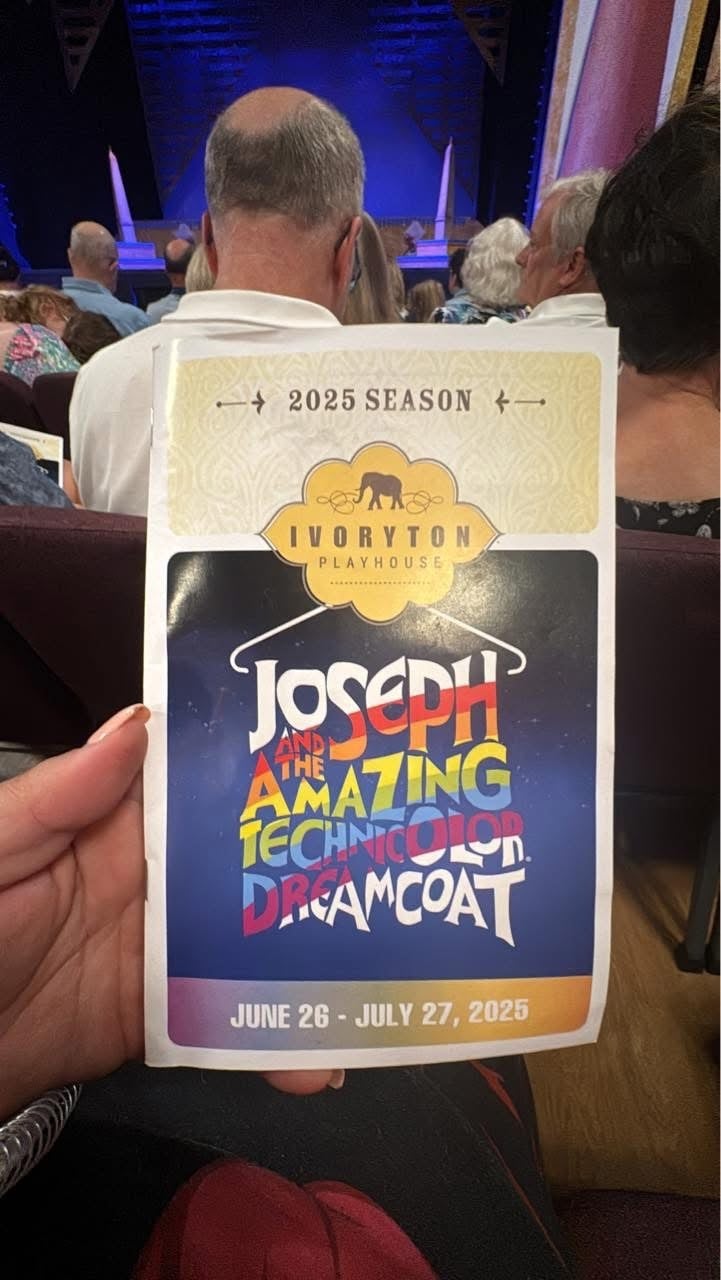 2025 SEASON
IVORYTON
PLAYHOUSE
JOSEPH
AND
THE
AMAZING
TECHNICOLOR
DREAMCOAT
JUNE 26 - JULY 27, 2025